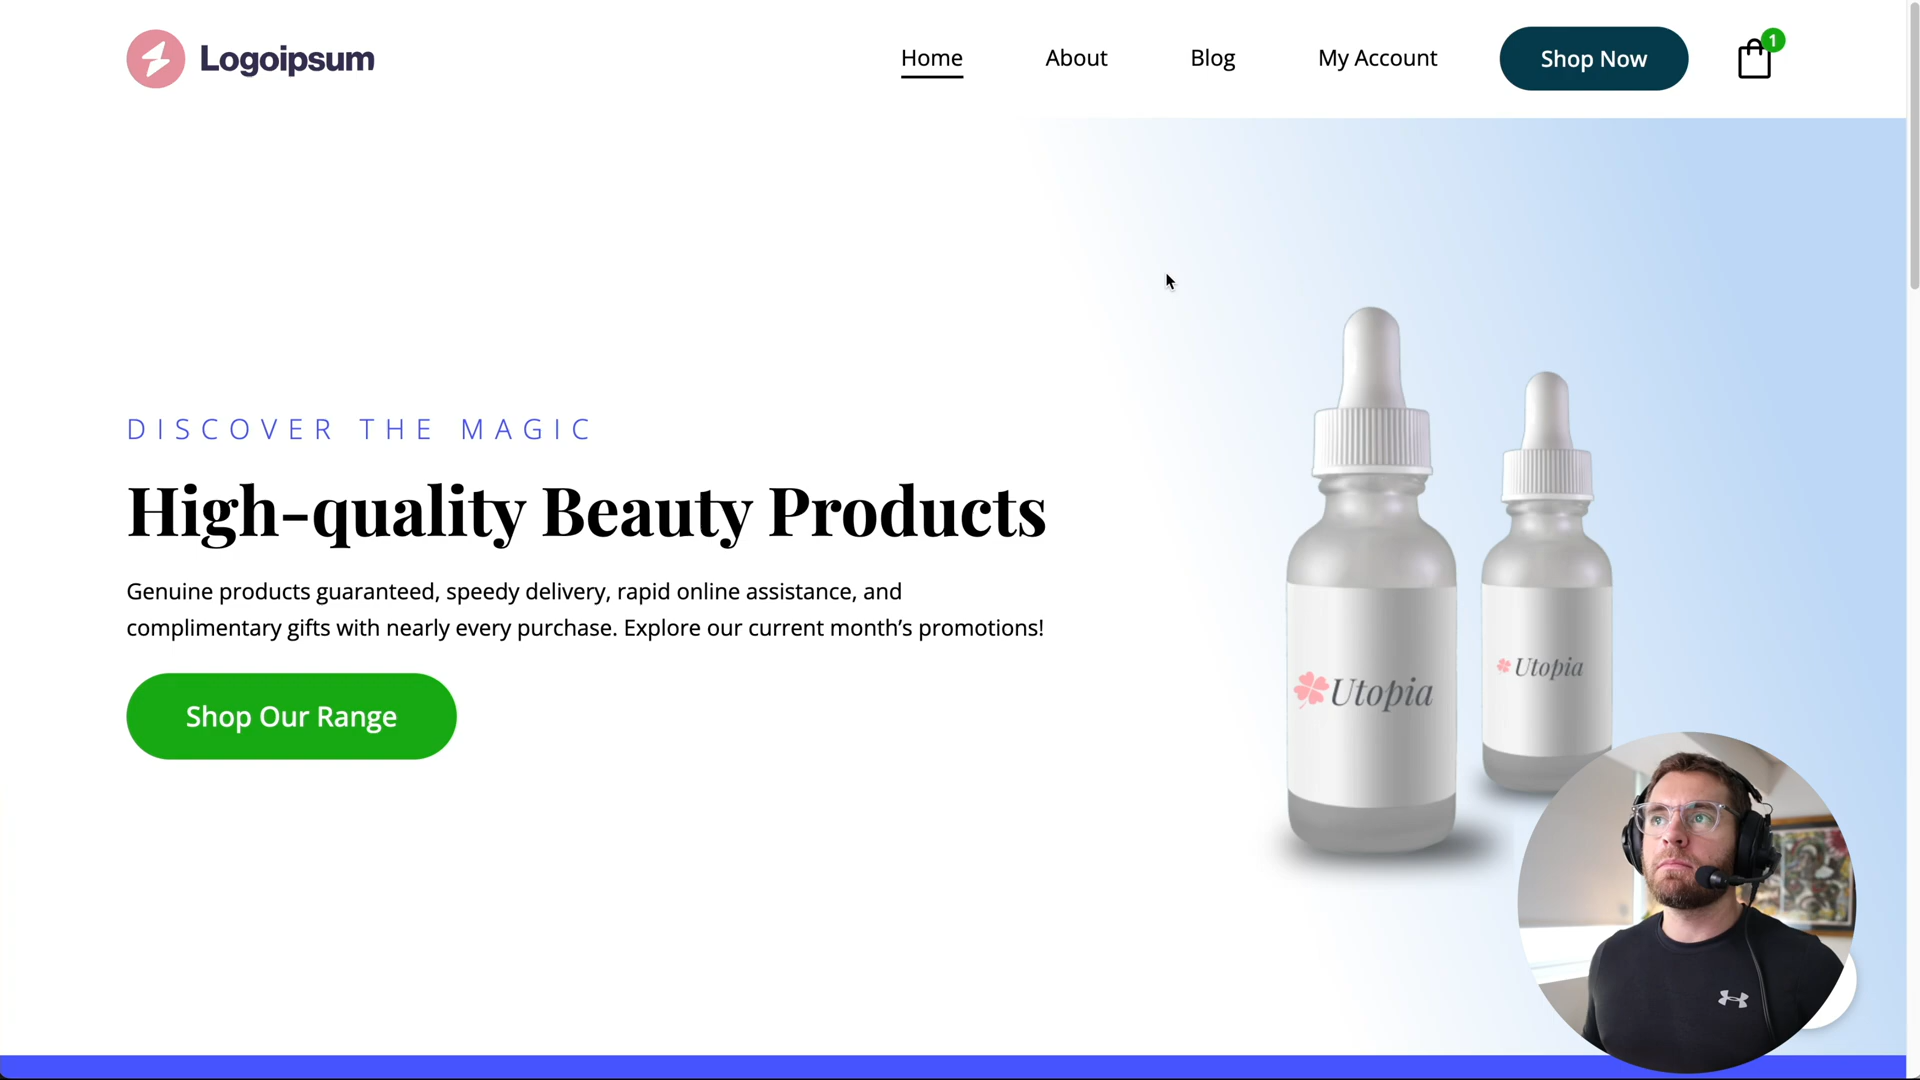 Logoipsum
Home
About
Blog
My Account
Shop Now
1
DISCOVER THE MAGIC
High-quality Beauty Products
Genuine products guaranteed, speedy delivery, rapid online assistance, and
complimentary gifts with nearly every purchase. Explore our current month’s promotions!
Shop Our Range
Utopia
Utopia